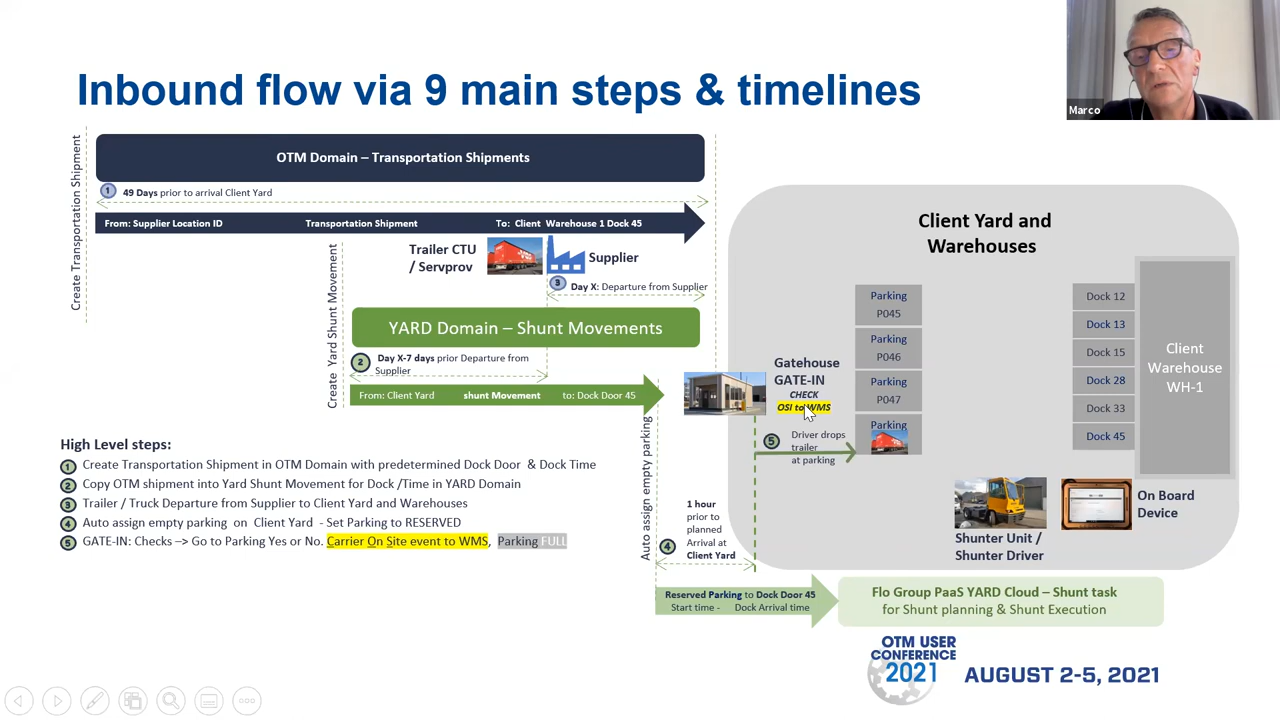 Inbound flow via 9 main steps & timelines
Marco
Create Transportation Shipment
OTM Domain – Transportation Shipments
1
49 Days prior to arrival Client Yard
From: Supplier Location ID
Transportation Shipment
To: Client Warehouse 1 Dock 45
Create Yard Shunt Movement
Trailer CTU
/ Servprov
Supplier
3
Day X: Departure from Supplier
YARD Domain – Shunt Movements
2
Day X-7 days prior Departure from
Supplier
From: Client Yard
shunt Movement
to: Dock Door 45
High Level steps:
1 Create Transportation Shipment in OTM Domain with predetermined Dock Door & Dock Time
2 Copy OTM shipment into Yard Shunt Movement for Dock /Time in YARD Domain
3 Trailer / Truck Departure from Supplier to Client Yard and Warehouses
4 Auto assign empty parking on Client Yard - Set Parking to RESERVED
5 GATE-IN: Checks –> Go to Parking Yes or No. Carrier On Site event to WMS, Parking FULL
Auto assign empty parking
4
1 hour
prior to
planned
Arrival at
Client Yard
Reserved Parking to Dock Door 45
Start time - Dock Arrival time
Gatehouse
GATE-IN
CHECK
OSI to WMS
5
Driver drops
trailer
at parking
Client Yard and
Warehouses
Parking
P045
Parking
P046
Parking
P047
Parking
Dock 12
Dock 13
Dock 15
Dock 28
Dock 33
Dock 45
Client
Warehouse
WH-1
Shunter Unit /
Shunter Driver
On Board
Device
Flo Group PaaS YARD Cloud – Shunt task
for Shunt planning & Shunt Execution
OTM USER
CONFERENCE
2021
AUGUST 2-5, 2021